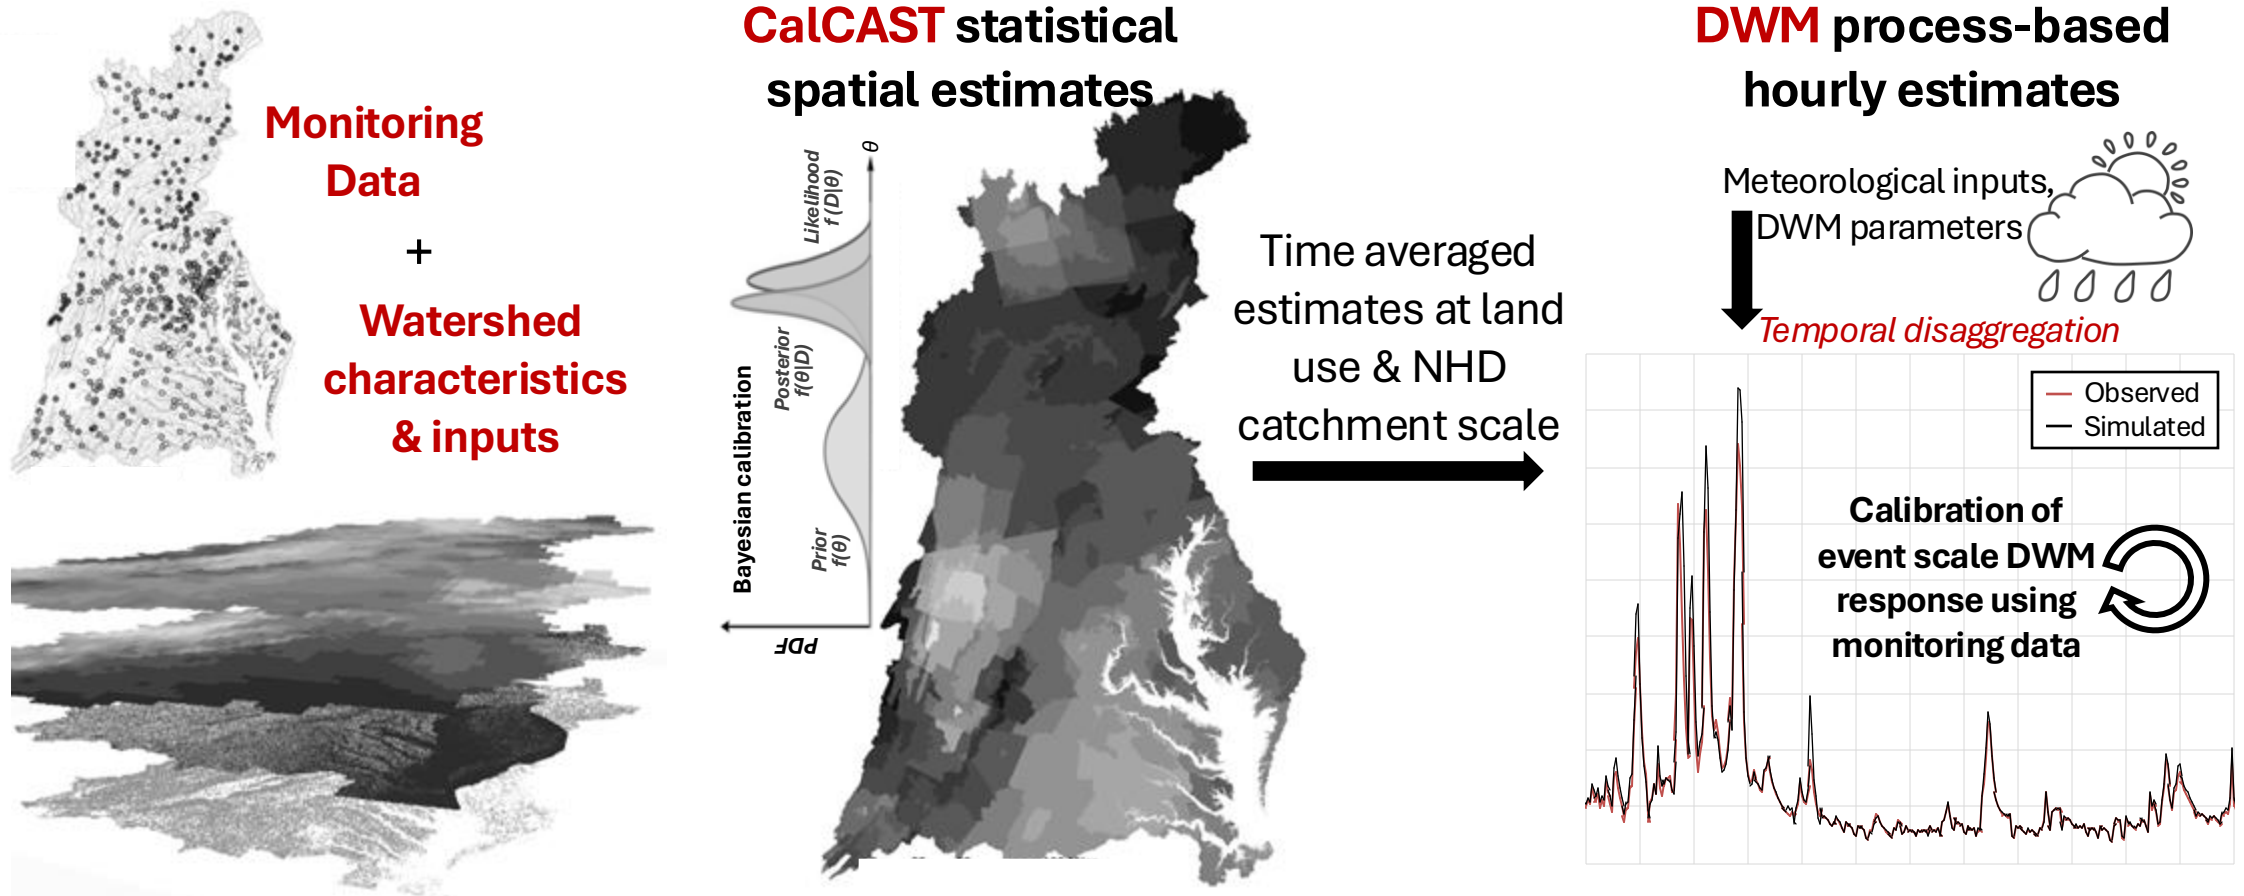 Monitoring
Data
+
Watershed
characteristics
& inputs
CalCAST statistical
spatial estimates
θ
Likelihood
f (D|θ)
Posterior
f(θ|D)
Prior
f(θ)
Bayesian calibration
PDF
Time averaged
estimates at land
use & NHD
catchment scale
DWM process-based
hourly estimates
Meteorological inputs,
DWM parameters
Temporal disaggregation
Observed
Simulated
Calibration of
event scale DWM
response using
monitoring data